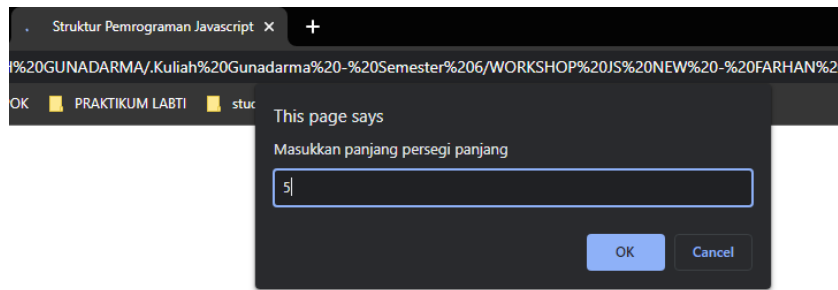 Struktur Pemrograman Javascript
%20GUNADARMA/.Kuliah%20Gunadarma%20-%20Semester%206/WORKSHOP%20JS%20NEW%20-%20FARHAN%2
OK PRAKTIKUM LABTI stud
This page says
Masukkan panjang persegi panjang
5
OK Cancel